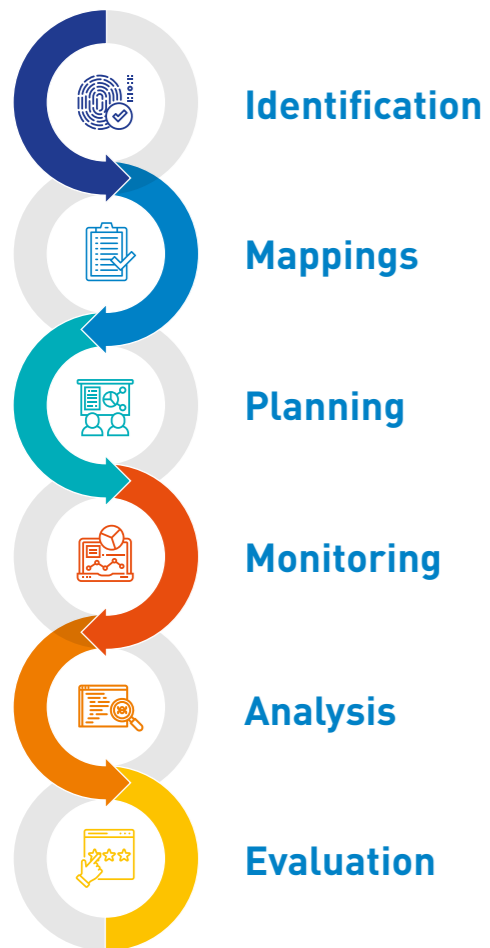 Identification
Mappings
Planning
Monitoring
Analysis
Evaluation